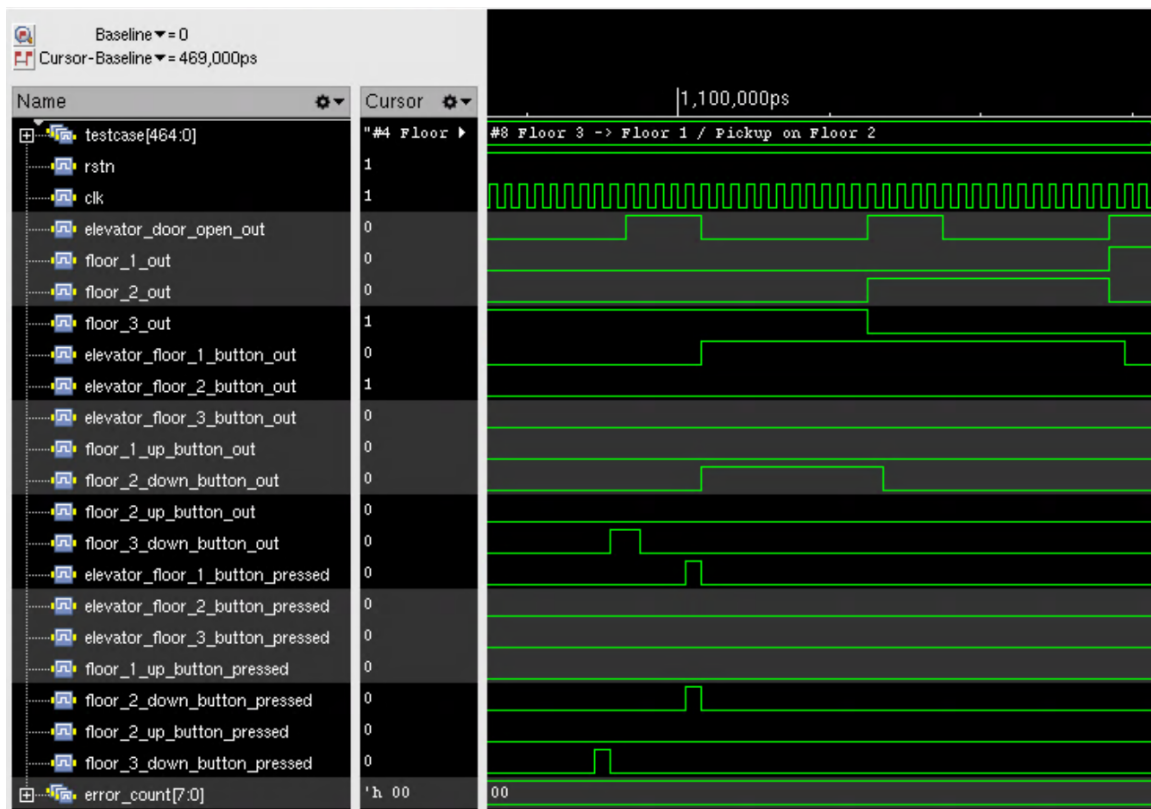 Baseline▼= 0
Cursor-Baseline▼= 469,000ps
Name Cursor 1,100,000ps
testcase[464:0] "#4 Floor #8 Floor 3 -> Floor 1 / Pickup on Floor 2
rstn 1
clk 1
elevator_door_open_out 0
floor_1_out 0
floor_2_out 0
floor_3_out 1
elevator_floor_1_button_out 0
elevator_floor_2_button_out 1
elevator_floor_3_button_out 0
floor_1_up_button_out 0
floor_2_down_button_out 0
floor_2_up_button_out 0
floor_3_down_button_out 0
elevator_floor_1_button_pressed 0
elevator_floor_2_button_pressed 0
elevator_floor_3_button_pressed 0
floor_1_up_button_pressed 0
floor_2_down_button_pressed 0
floor_2_up_button_pressed 0
floor_3_down_button_pressed 0
error_count[7:0] 'h 00 00